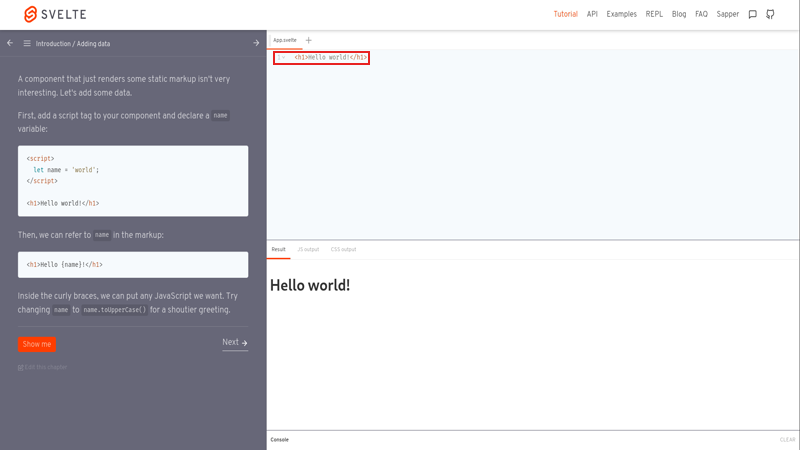 SVELTE
Tutorial API Examples REPL Blog FAQ Sapper
Introduction / Adding data
A component that just renders some static markup isn't very
interesting. Let's add some data.
First, add a script tag to your component and declare a name
variable:
<script>
let name = 'world';
</script>
<h1>Hello world!</h1>
Then, we can refer to name in the markup:
<h1>Hello {name}!</h1>
Inside the curly braces, we can put any JavaScript we want. Try
changing name to name.toUpperCase() for a shoutier greeting.
Show me
Next
Edit this chapter
App.svelte +
<h1>Hello world!</h1>
Result JS output CSS output
Hello world!
Console CLEAR